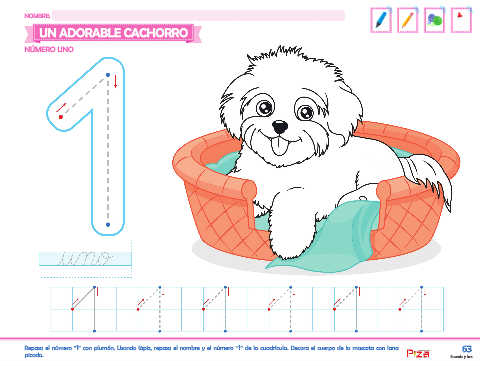 NOMBRE:
UN ADORABLE CACHORRO
NÚMERO UNO
uno
Repasa el número "1" con plumón. Usando lápiz, repasa el nombre y el número "1" de la cuadrícula. Decora el cuerpo de la mascota con lana
picada.
63